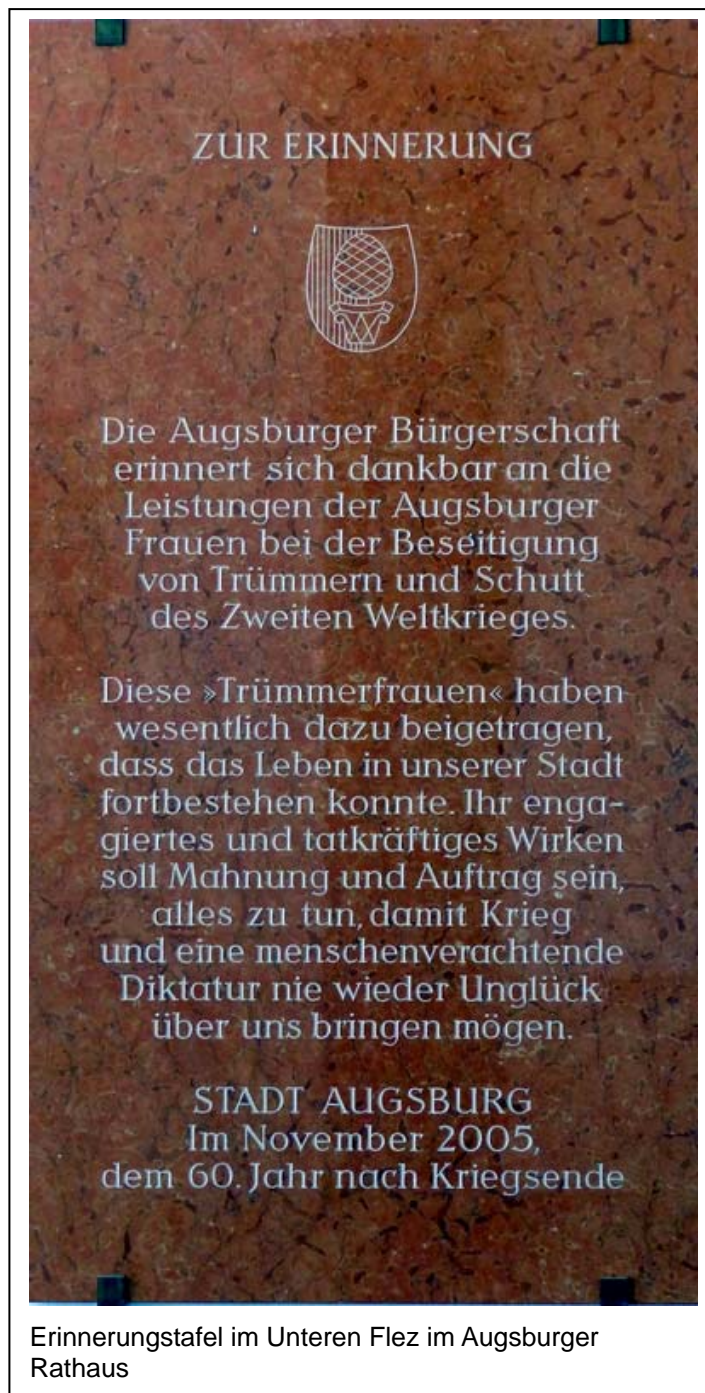 ZUR ERINNERUNG
Die Augsburger Bürgerschaft
erinnert sich dankbar an die
Leistungen der Augsburger
Frauen bei der Beseitigung
von Trümmern und Schutt
des Zweiten Weltkrieges.
Diese »Trümmerfrauen« haben
wesentlich dazu beigetragen,
dass das Leben in unserer Stadt
fortbestehen konnte. Ihr enga-
giertes und tatkräftiges Wirken
soll Mahnung und Auftrag sein,
alles zu tun, damit Krieg
und eine menschenverachtende
Diktatur nie wieder Unglück
über uns bringen mögen.
STADT AUGSBURG
Im November 2005,
dem 60. Jahr nach Kriegsende
Erinnerungstafel im Unteren Flez im Augsburger
Rathaus